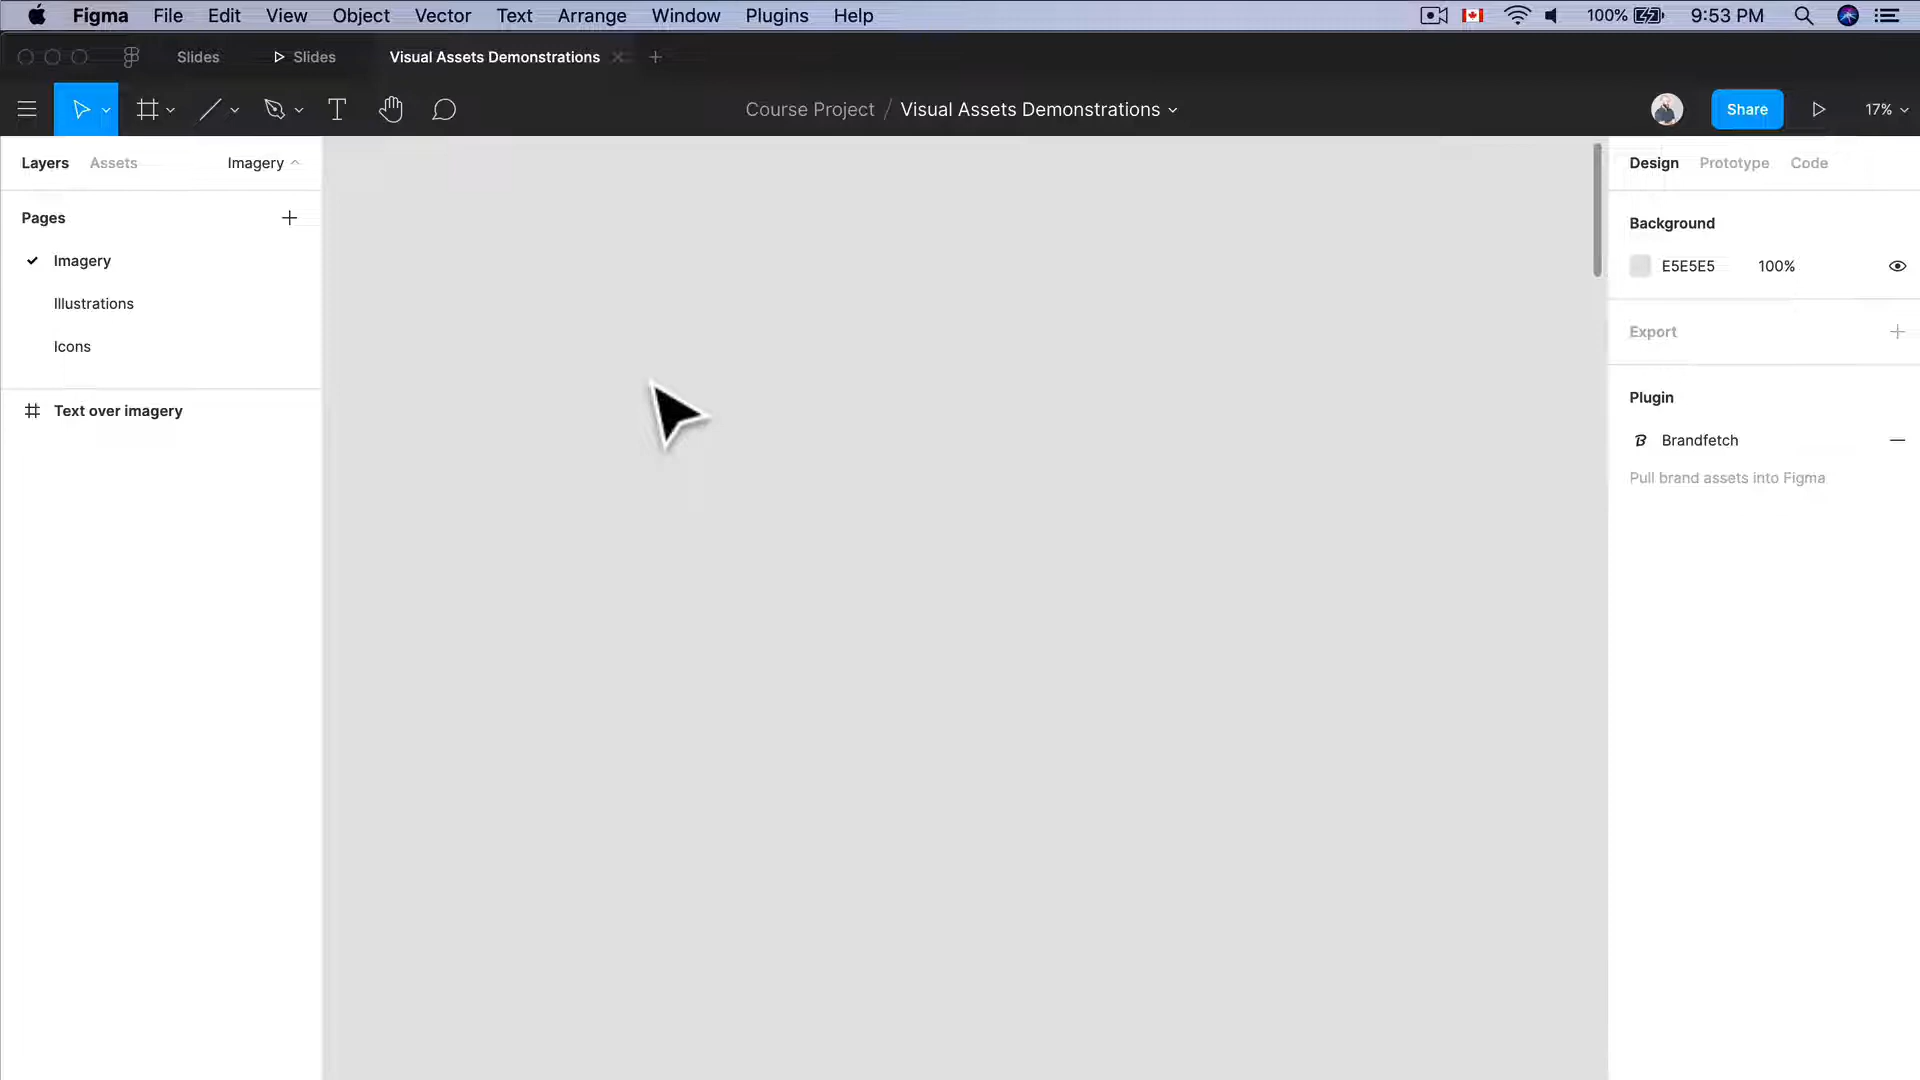 Figma File Edit View Object Vector Text Arrange Window Plugins Help 100% 9:53 PM
Slides Slides Visual Assets Demonstrations
Course Project / Visual Assets Demonstrations Share 17%
Layers Assets Imagery
Design Prototype Code
Pages
Background
Imagery
E5E5E5 100%
Illustrations
Export
Icons
Plugin
Text over imagery
Brandfetch
Pull brand assets into Figma